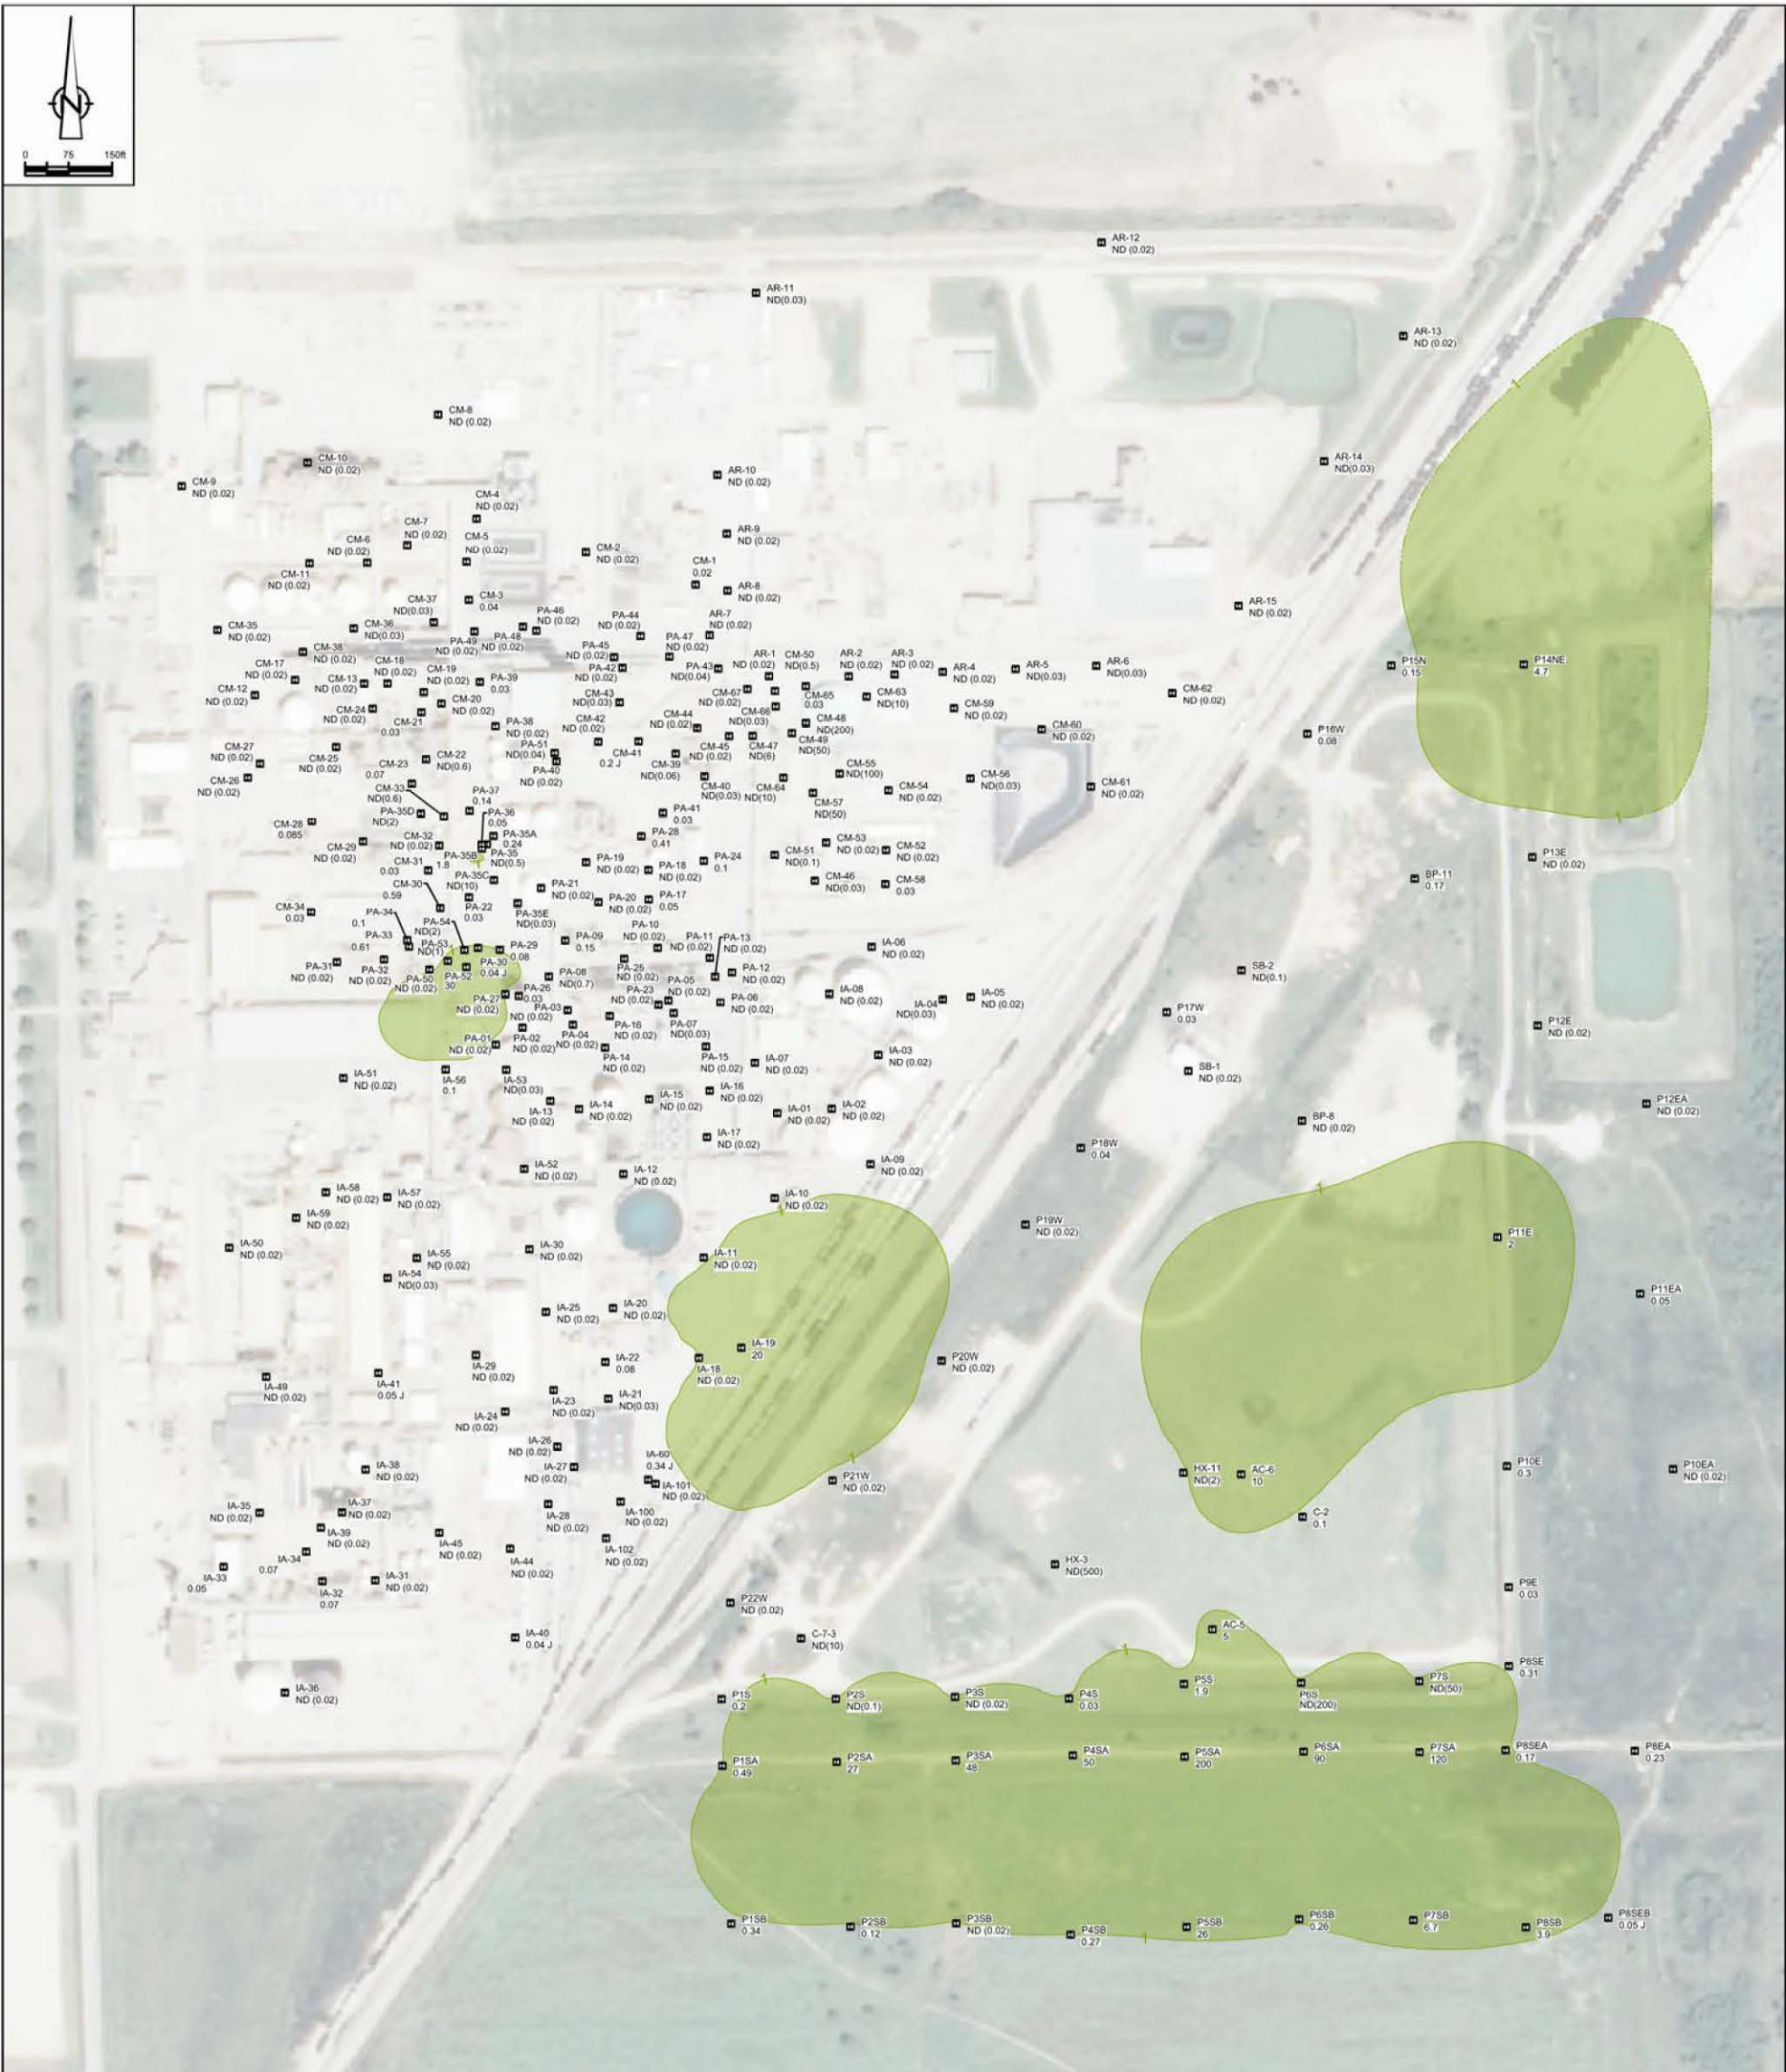 N
0 75 150ft
AR-12
ND (0.02)
AR-11
ND(0.03)
AR-13
ND (0.02)
CM-8
ND (0.02)
CM-10
ND (0.02)
AR-14
ND(0.03)
AR-10
ND (0.02)
CM-9
ND (0.02)
CM-4
ND (0.02)
CM-7
ND (0.02)
AR-9
ND (0.02)
CM-6
ND (0.02)
CM-5
ND (0.02)
CM-2
ND (0.02)
CM-1
0.02
CM-11
ND (0.02)
AR-8
ND (0.02)
CM-3
0.04
CM-37
ND(0.03)
AR-15
ND (0.02)
PA-46
ND (0.02)
PA-44
ND (0.02)
AR-7
ND (0.02)
CM-35
ND (0.02)
CM-36
ND(0.03)
PA-49
ND (0.02)
PA-48
ND (0.02)
PA-45
ND (0.02)
PA-47
ND (0.02)
CM-38
ND (0.02)
AR-1
ND (0.02)
CM-50
ND(0.5)
AR-2
ND (0.02)
AR-3
ND (0.02)
CM-17
ND (0.02)
CM-18
ND (0.02)
CM-19
ND (0.02)
PA-42
ND (0.02)
PA-43
ND(0.04)
AR-4
ND (0.02)
AR-5
ND(0.03)
AR-6
ND(0.03)
P15N
0.15
P14NE
4.7
CM-13
ND (0.02)
PA-39
0.03
CM-12
ND (0.02)
CM-20
ND (0.02)
CM-43
ND(0.03)
CM-67
ND (0.02)
CM-65
0.03
CM-63
ND(10)
CM-62
ND (0.02)
CM-24
ND (0.02)
CM-21
0.03
CM-66
ND(0.03)
CM-59
ND (0.02)
PA-38
ND (0.02)
CM-42
ND (0.02)
CM-44
ND (0.02)
CM-48
ND(200)
CM-60
ND (0.02)
P16W
0.08
CM-27
ND (0.02)
CM-25
ND (0.02)
CM-22
ND(0.6)
PA-51
ND(0.04)
CM-41
0.2 J
CM-45
ND (0.02)
CM-47
ND(6)
CM-49
ND(50)
CM-23
0.07
PA-40
ND (0.02)
CM-39
ND(0.06)
CM-26
ND (0.02)
CM-40
ND(0.03)
CM-64
ND(10)
CM-55
ND(100)
CM-56
ND(0.03)
CM-61
ND (0.02)
CM-33
ND(0.6)
PA-37
0.14
CM-57
ND(50)
CM-54
ND (0.02)
PA-35D
ND(2)
PA-36
0.05
PA-41
0.03
CM-28
0.085
CM-32
ND (0.02)
PA-35A
0.24
PA-28
0.41
CM-29
ND (0.02)
PA-35B
1.8
PA-35
ND(0.5)
CM-53
ND (0.02)
CM-52
ND (0.02)
P13E
ND (0.02)
CM-31
0.03
PA-19
ND (0.02)
PA-18
ND (0.02)
PA-24
0.1
CM-51
ND(0.1)
CM-30
0.59
PA-35C
ND(10)
PA-21
ND (0.02)
CM-46
ND(0.03)
CM-58
0.03
BP-11
0.17
CM-34
0.03
PA-22
0.03
PA-35E
ND(0.03)
PA-20
ND (0.02)
PA-17
0.05
PA-34
0.1
PA-54
ND(2)
PA-33
0.61
PA-53
ND(1)
PA-29
0.08
PA-09
0.15
PA-10
ND (0.02)
PA-11
ND (0.02)
PA-13
ND (0.02)
IA-06
ND (0.02)
PA-31
ND (0.02)
PA-32
ND (0.02)
PA-50
ND (0.02)
PA-52
30
PA-30
0.04 J
PA-08
ND(0.7)
PA-25
ND (0.02)
PA-05
ND (0.02)
PA-12
ND (0.02)
SB-2
ND(0.1)
PA-27
ND (0.02)
PA-26
0.03
PA-23
ND (0.02)
PA-06
ND (0.02)
IA-08
ND (0.02)
IA-04
ND(0.03)
IA-05
ND (0.02)
PA-03
ND (0.02)
PA-16
ND (0.02)
PA-07
ND(0.03)
P17W
0.03
P12E
ND (0.02)
PA-01
ND (0.02)
PA-02
ND (0.02)
PA-04
ND (0.02)
PA-14
ND (0.02)
PA-15
ND (0.02)
IA-07
ND (0.02)
IA-03
ND (0.02)
IA-51
ND (0.02)
IA-56
0.1
IA-53
ND(0.03)
SB-1
ND (0.02)
IA-13
ND (0.02)
IA-14
ND (0.02)
IA-15
ND (0.02)
IA-16
ND (0.02)
IA-01
ND (0.02)
IA-02
ND (0.02)
P12EA
ND (0.02)
BP-8
ND (0.02)
IA-17
ND (0.02)
P18W
0.04
IA-52
ND (0.02)
IA-12
ND (0.02)
IA-09
ND (0.02)
IA-58
ND (0.02)
IA-57
ND (0.02)
IA-10
ND (0.02)
IA-59
ND (0.02)
P19W
ND (0.02)
P11E
2
IA-50
ND (0.02)
IA-30
ND (0.02)
IA-55
ND (0.02)
IA-11
ND (0.02)
IA-54
ND(0.03)
P11EA
0.05
IA-25
ND (0.02)
IA-20
ND (0.02)
IA-19
20
IA-29
ND (0.02)
IA-22
0.08
IA-18
ND (0.02)
P20W
ND (0.02)
IA-49
ND (0.02)
IA-41
0.05 J
IA-23
ND (0.02)
IA-21
ND(0.03)
IA-24
ND (0.02)
IA-26
ND (0.02)
IA-60
0.34 J
IA-38
ND (0.02)
IA-27
ND (0.02)
IA-101
ND (0.02)
P21W
ND (0.02)
HX-11
ND(2)
AC-6
10
P10E
0.3
P10EA
ND (0.02)
IA-35
ND (0.02)
IA-37
ND (0.02)
IA-28
ND (0.02)
IA-100
ND (0.02)
C-2
0.1
IA-39
ND (0.02)
IA-45
ND (0.02)
IA-102
ND (0.02)
IA-34
0.07
IA-44
ND (0.02)
HX-3
ND(500)
IA-33
0.05
IA-32
0.07
IA-31
ND (0.02)
P9E
0.03
P22W
ND (0.02)
IA-40
0.04 J
C-7-3
ND(10)
AC-5
5
P8SE
0.31
IA-36
ND (0.02)
P1S
0.2
P2S
ND(0.1)
P3S
ND (0.02)
P4S
0.03
P5S
1.9
P6S
ND(200)
P7S
ND(50)
P1SA
0.49
P2SA
27
P3SA
48
P4SA
50
P5SA
200
P6SA
90
P7SA
120
P8SEA
0.17
P8EA
0.23
P1SB
0.34
P2SB
0.12
P3SB
ND (0.02)
P4SB
0.27
P5SB
26
P6SB
0.26
P7SB
6.7
P8SB
3.9
P8SEB
0.05 J